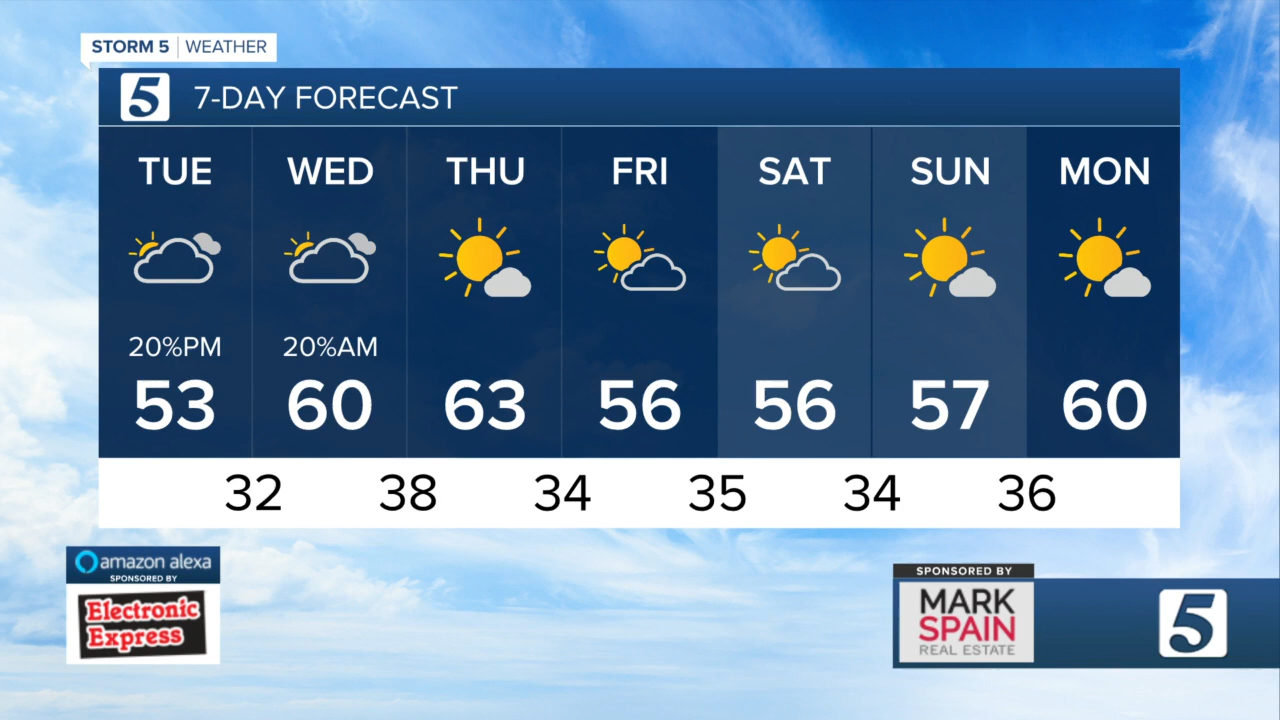 STORM 5 | WEATHER
5 7-DAY FORECAST
TUE WED THU FRI SAT SUN MON
20%PM 20%AM
53 60 63 56 56 57 60
32 38 34 35 34 36
amazon alexa
SPONSORED BY
Electronic
Express
SPONSORED BY
MARK
SPAIN
REAL ESTATE
5